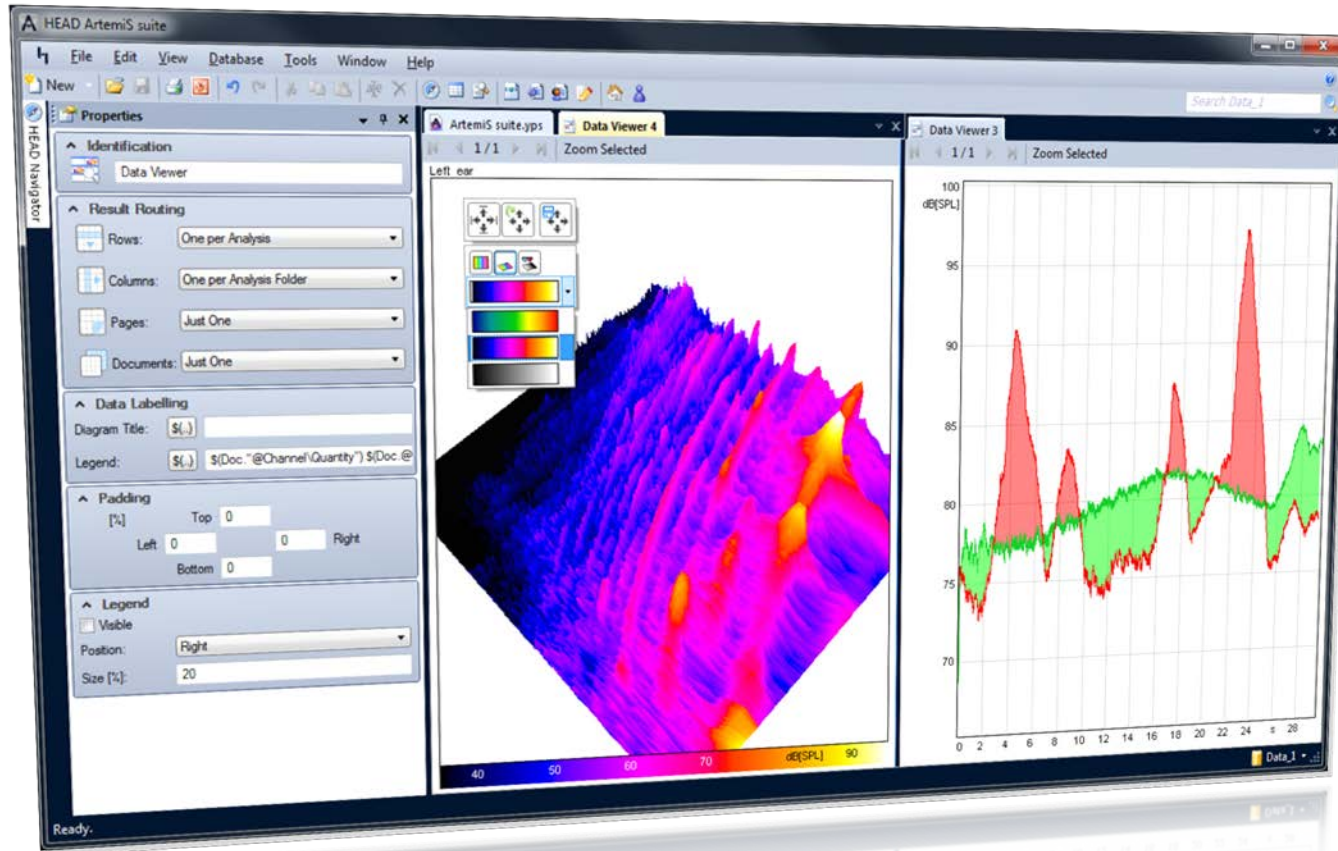 HEAD ArtemiS suite
File Edit View Database Tools Window Help
New
Search Data_1
HEAD Navigator
Properties
Identification
Data Viewer
Result Routing
Rows: One per Analysis
Columns: One per Analysis Folder
Pages: Just One
Documents: Just One
Data Labelling
Diagram Title: $(..)
Legend: $(..) $(Doc."@Channel\Quantity") $(Doc.@
Padding
[%] Top 0
Left 0 0 Right
Bottom 0
Legend
Visible
Position: Right
Size [%]: 20
ArtemiS suite.yps Data Viewer 4
1/1 Zoom Selected
Left ear
40 50 60 70 dB[SPL] 90
Data Viewer 3
1/1 Zoom Selected
100
dB[SPL]
95
90
85
80
75
70
0 2 4 6 8 10 12 14 16 18 20 22 24 s 28
Data_1
Ready.